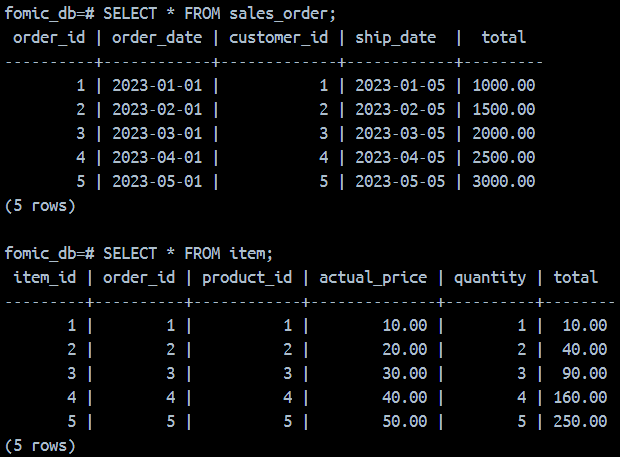 fomic_db=# SELECT * FROM sales_order;
 order_id | order_date | customer_id | ship_date  |  total
----------+------------+-------------+------------+---------
        1 | 2023-01-01 |           1 | 2023-01-05 | 1000.00
        2 | 2023-02-01 |           2 | 2023-02-05 | 1500.00
        3 | 2023-03-01 |           3 | 2023-03-05 | 2000.00
        4 | 2023-04-01 |           4 | 2023-04-05 | 2500.00
        5 | 2023-05-01 |           5 | 2023-05-05 | 3000.00
(5 rows)
fomic_db=# SELECT * FROM item;
 item_id | order_id | product_id | actual_price | quantity | total
---------+----------+------------+--------------+----------+--------
       1 |        1 |          1 |        10.00 |        1 |  10.00
       2 |        2 |          2 |        20.00 |        2 |  40.00
       3 |        3 |          3 |        30.00 |        3 |  90.00
       4 |        4 |          4 |        40.00 |        4 | 160.00
       5 |        5 |          5 |        50.00 |        5 | 250.00
(5 rows)